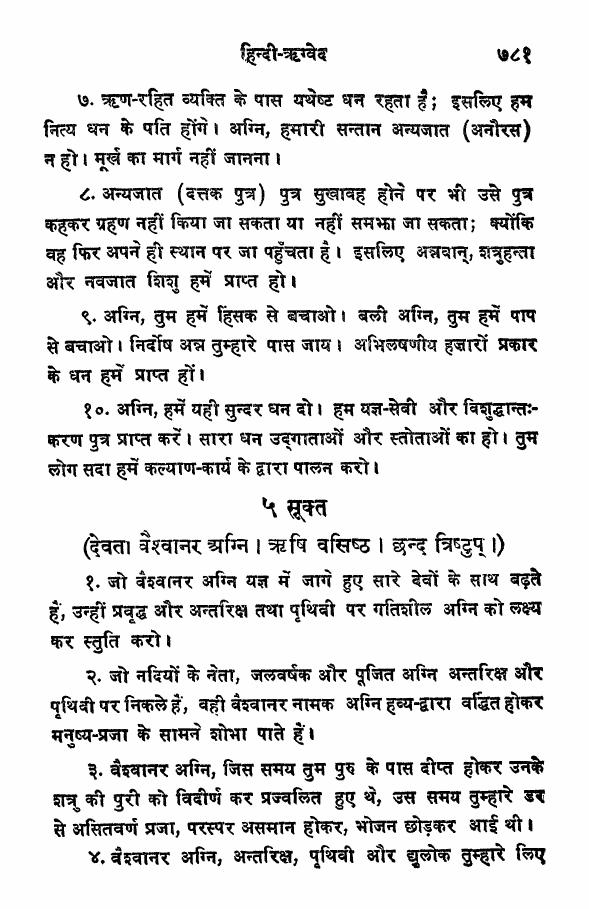 हिन्दी-ऋग्वेद ७८१
७. ऋण-रहित व्यक्ति के पास यथेष्ट धन रहता है; इसलिए हम
नित्य धन के पति होंगे। अग्नि, हमारी सन्तान अन्यजात (अनौरस)
न हो। मूर्ख का मार्ग नहीं जानना।
८. अन्यजात (दत्तक पुत्र) पुत्र सुखावह होने पर भी उसे पुत्र
कहकर ग्रहण नहीं किया जा सकता या नहीं समझा जा सकता; क्योंकि
वह फिर अपने ही स्थान पर जा पहुँचता है। इसलिए अन्नवान्, शत्रुहन्ता
और नवजात शिशु हमें प्राप्त हो।
९. अग्नि, तुम हमें हिंसक से बचाओ। बली अग्नि, तुम हमें पाप
से बचाओ। निर्दोष अन्न तुम्हारे पास जाय। अभिलषणीय हजारों प्रकार
के धन हमें प्राप्त हों।
१०. अग्नि, हमें यही सुन्दर धन दो। हम यज्ञ-सेवी और विशुद्धान्तः-
करण पुत्र प्राप्त करें। सारा धन उद्गाताओं और स्तोताओं का हो। तुम
लोग सदा हमें कल्याण-कार्य के द्वारा पालन करो।
५ सूक्त
(देवता वैश्वानर अग्नि। ऋषि वसिष्ठ। छन्द त्रिष्टुप्।)
१. जो वैश्वानर अग्नि यज्ञ में जागे हुए सारे देवों के साथ बढ़ते
हैं, उन्हीं प्रवृद्ध और अन्तरिक्ष तथा पृथिवी पर गतिशील अग्नि को लक्ष्य
कर स्तुति करो।
२. जो नदियों के नेता, जलवर्षक और पूजित अग्नि अन्तरिक्ष और
पृथिवी पर निकले हैं, वही वैश्वानर नामक अग्नि हव्य-द्वारा वर्द्धित होकर
मनुष्य-प्रजा के सामने शोभा पाते हैं।
३. वैश्वानर अग्नि, जिस समय तुम पुरु के पास दीप्त होकर उनके
शत्रु की पुरी को विदीर्ण कर प्रज्वलित हुए थे, उस समय तुम्हारे डर
से असितवर्ण प्रजा, परस्पर असमान होकर, भोजन छोड़कर आई थी।
४. वैश्वानर अग्नि, अन्तरिक्ष, पृथिवी और द्युलोक तुम्हारे लिए